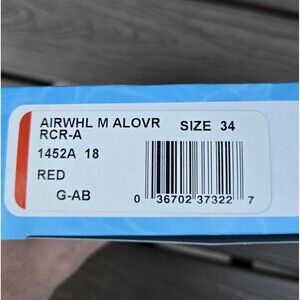 AIRWHL M ALOVR SIZE 34
RCR-A
1452A 18
RED
G-AB
0 36702 37322 7